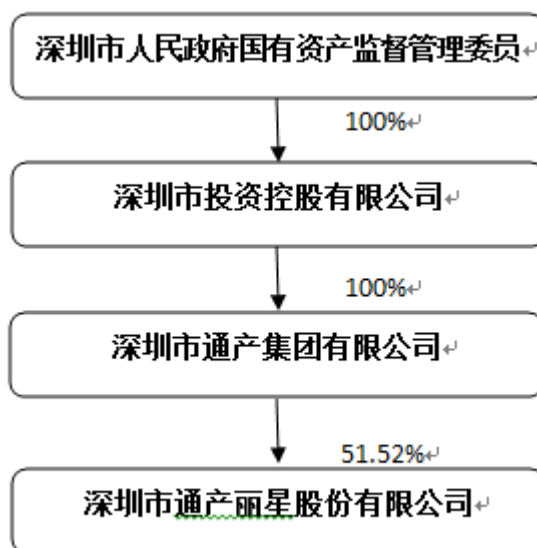 深圳市人民政府国有资产监督管理委员
100%
深圳市投资控股有限公司
100%
深圳市通产集团有限公司
51.52%
深圳市通产丽星股份有限公司